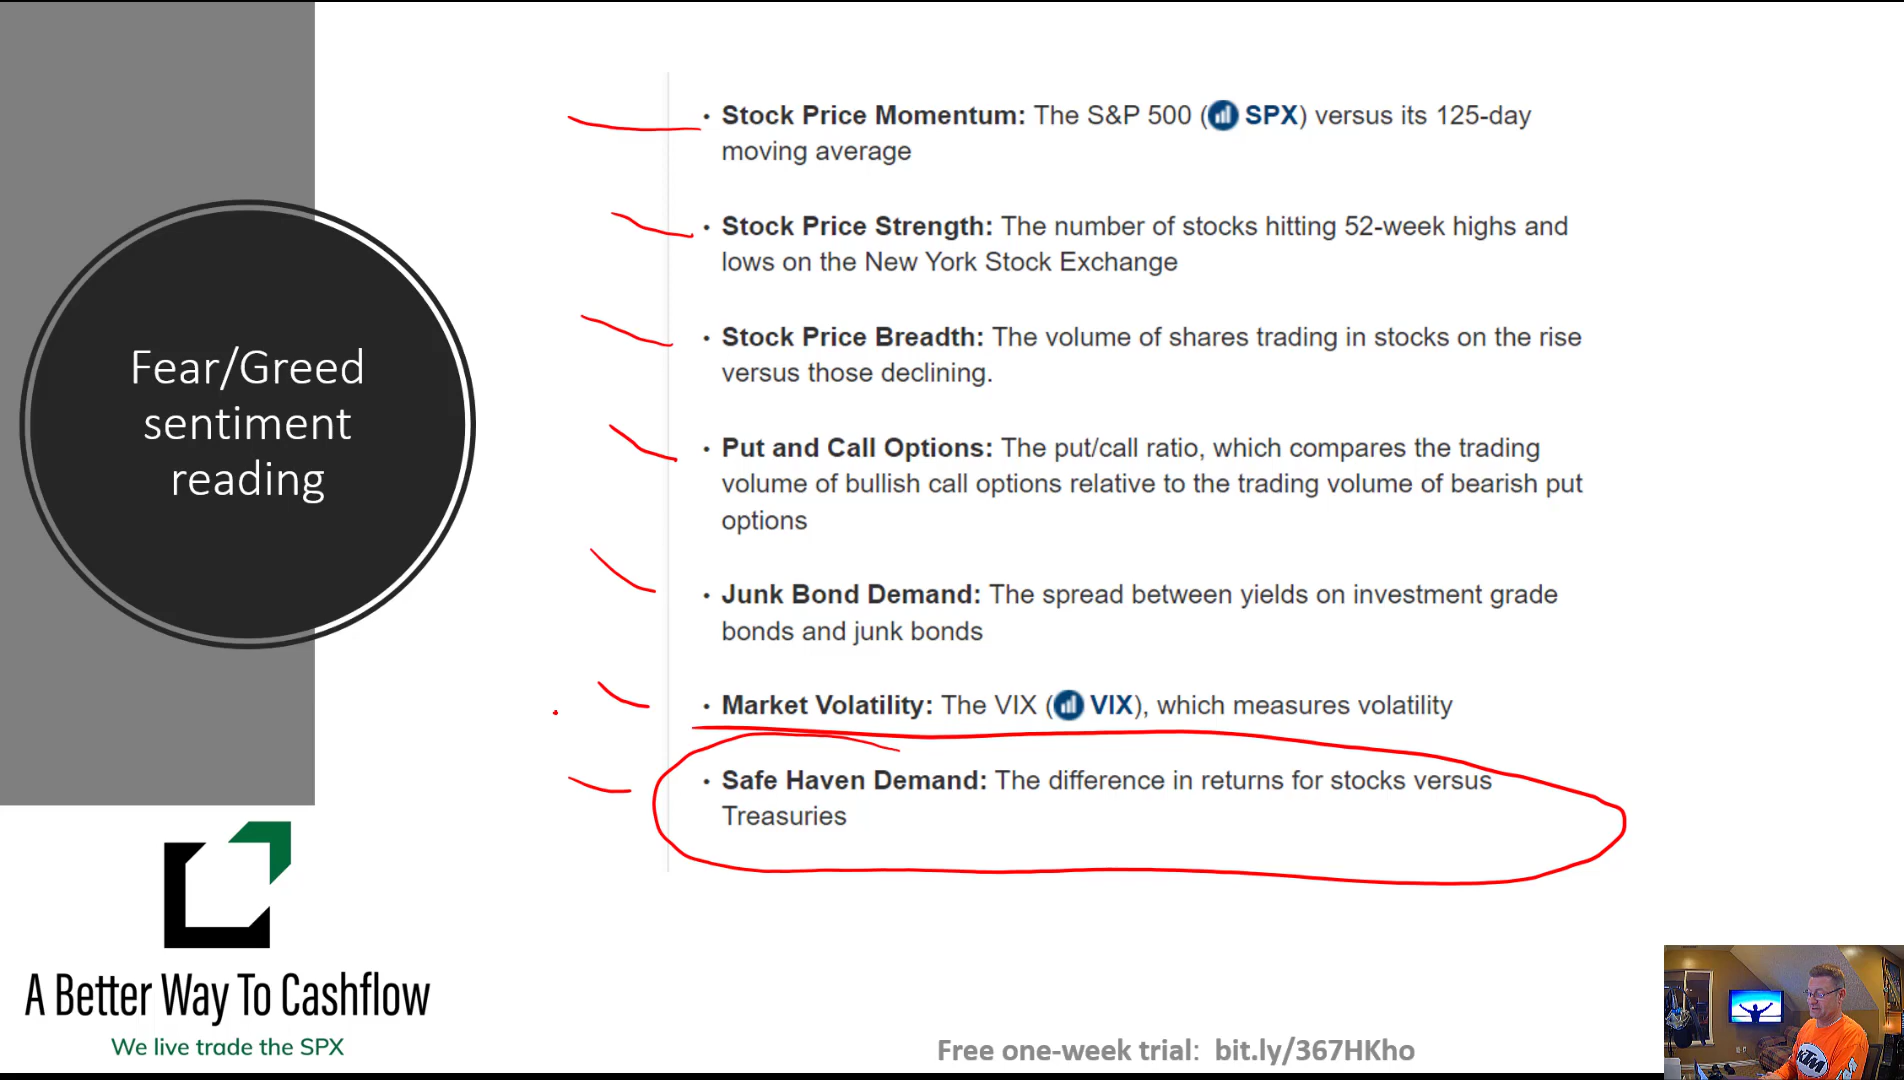 Fear/Greed
sentiment
reading
• Stock Price Momentum: The S&P 500 (SPX) versus its 125-day
moving average
• Stock Price Strength: The number of stocks hitting 52-week highs and
lows on the New York Stock Exchange
• Stock Price Breadth: The volume of shares trading in stocks on the rise
versus those declining.
• Put and Call Options: The put/call ratio, which compares the trading
volume of bullish call options relative to the trading volume of bearish put
options
• Junk Bond Demand: The spread between yields on investment grade
bonds and junk bonds
• Market Volatility: The VIX (VIX), which measures volatility
• Safe Haven Demand: The difference in returns for stocks versus
Treasuries
A Better Way To Cashflow
We live trade the SPX
Free one-week trial: bit.ly/367HKho
KTM